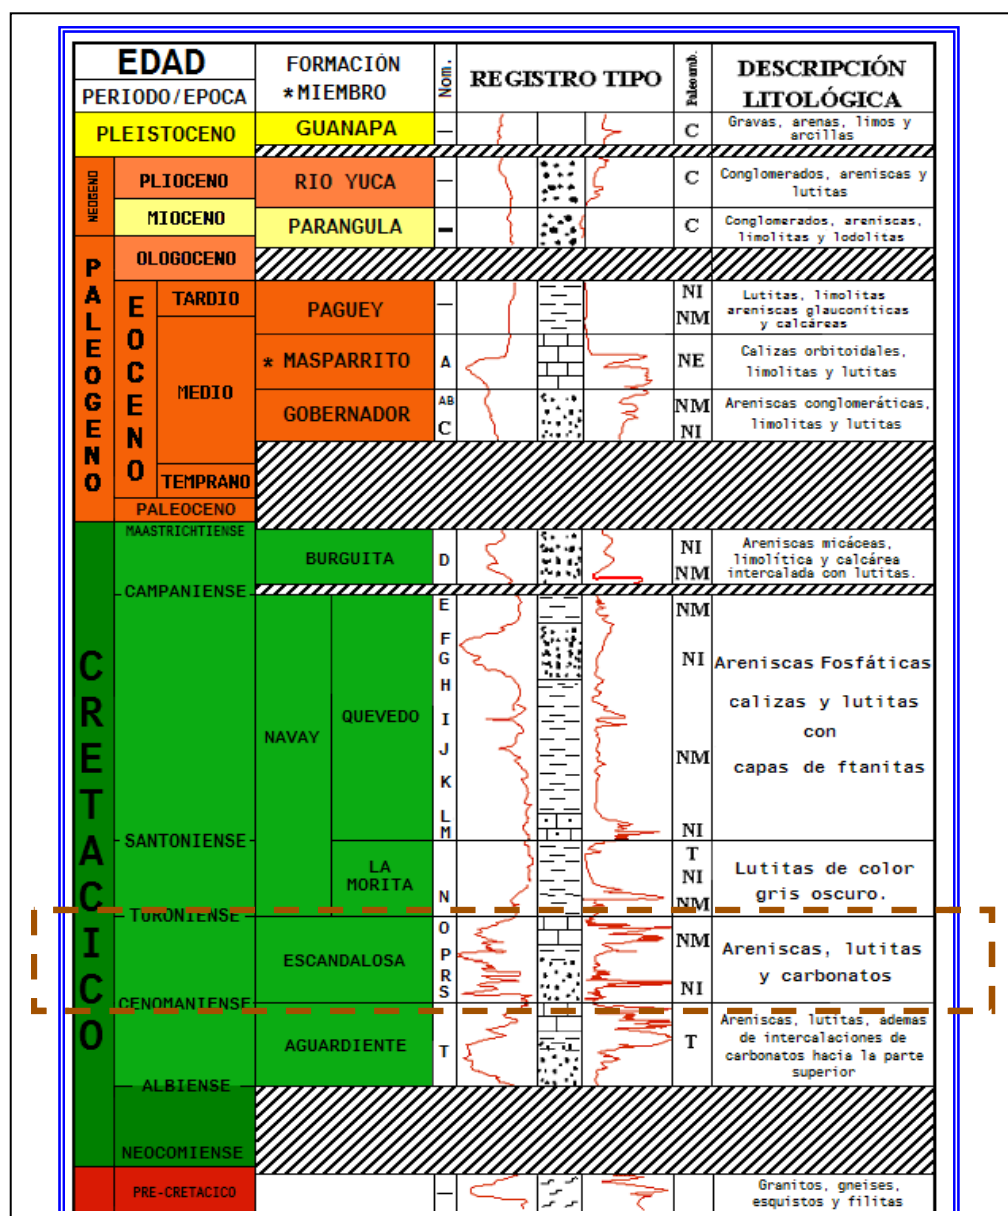 EDAD
PERIODO/EPOCA
FORMACIÓN
*MIEMBRO
Nom.
REGISTRO TIPO
Paleoamb.
DESCRIPCIÓN
LITOLÓGICA
PLEISTOCENO
GUANAPA
—
C
Gravas, arenas, limos y
arcillas
NEOGENO
PLIOCENO
RIO YUCA
—
C
Conglomerados, areniscas y
lutitas
MIOCENO
PARANGULA
—
C
Conglomerados, areniscas,
limolitas y lodolitas
PALEOGENO
OLOGOCENO
EOCENO
TARDIO
PAGUEY
—
NI
NM
Lutitas, limolitas
areniscas glauconíticas
y calcáreas
MEDIO
* MASPARRITO
A
NE
Calizas orbitoidales,
limolitas y lutitas
GOBERNADOR
AB
C
NM
NI
Areniscas conglomeráticas,
limolitas y lutitas
TEMPRANO
PALEOCENO
CRETACICO
MAASTRICHTIENSE
BURGUITA
D
NI
NM
Areniscas micáceas,
limolítica y calcárea
intercalada con lutitas.
CAMPANIENSE
NAVAY
QUEVEDO
E
F
G
H
I
J
K
L
M
NM
NI
NM
NI
Areniscas Fosfáticas
calizas y lutitas
con
capas de ftanitas
SANTONIENSE
LA
MORITA
N
T
NI
NM
Lutitas de color
gris oscuro.
TURONIENSE
ESCANDALOSA
O
P
R
S
NM
NI
Areniscas, lutitas
y carbonatos
CENOMANIENSE
AGUARDIENTE
T
T
Areniscas, lutitas, ademas
de intercalaciones de
carbonatos hacia la parte
superior
ALBIENSE
NEOCOMIENSE
PRE-CRETACICO
—
Granitos, gneises,
esquistos y filitas